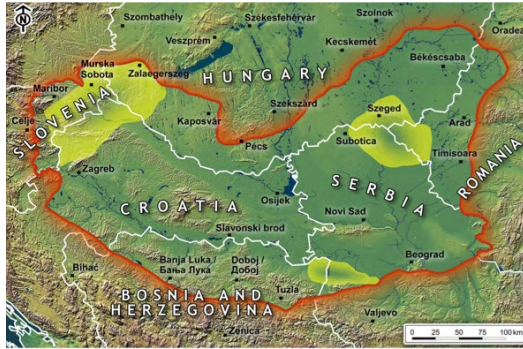 N
Szombathély
Székesfehérvár
Szolnok
Oradea
Veszprém
Kecskemét
Murska
Sobota
Zalaegerszeg
HUNGARY
Békéscsaba
Maribor
SLOVENIA
Celje
Kaposvár
Szekszárd
Szeged
Arad
Pécs
Subotica
Timisoara
ROMANIA
Zagreb
SERBIA
CROATIA
Osijek
Novi Sad
Slavonski brod
Bihać
Banja Luka /
Бања Лука
Doboj /
Добој
Beograd
BOSNIA AND
HERZEGOVINA
Tuzla
Valjevo
Zenica
0 25 50 75 100 km